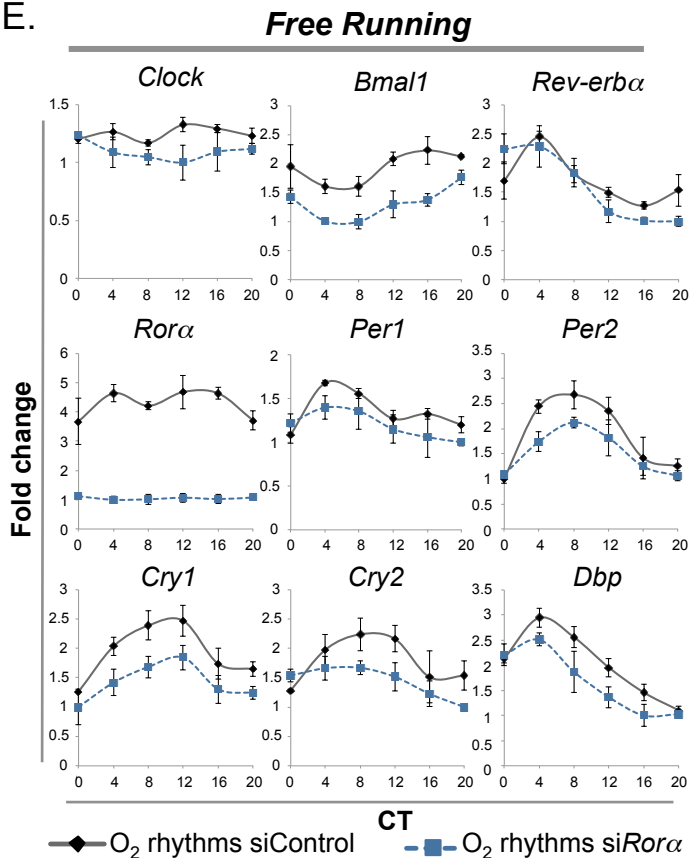 E.
Free Running
Clock Bmal1 Rev-erbα
1.5 3 3
2.5 2.5
1 2 2
1.5 1.5
0.5 1 1
0.5 0.5
0 0 0
0 4 8 12 16 20 0 4 8 12 16 20 0 4 8 12 16 20
Rorα Per1 Per2
6 2 3.5
5 3
4 1.5 2.5
3 1 2
2 1.5
1 0.5 1
0.5
0 0 0
0 4 8 12 16 20 0 4 8 12 16 20 0 4 8 12 16 20
Fold change
Cry1 Cry2 Dbp
3 3 3.5
2.5 2.5 3
2 2 2.5
1.5 1.5 2
1 1 1.5
1
0.5 0.5 0.5
0 0 0
0 4 8 12 16 20 0 4 8 12 16 20 0 4 8 12 16 20
CT
O₂ rhythms siControl O₂ rhythms siRorα